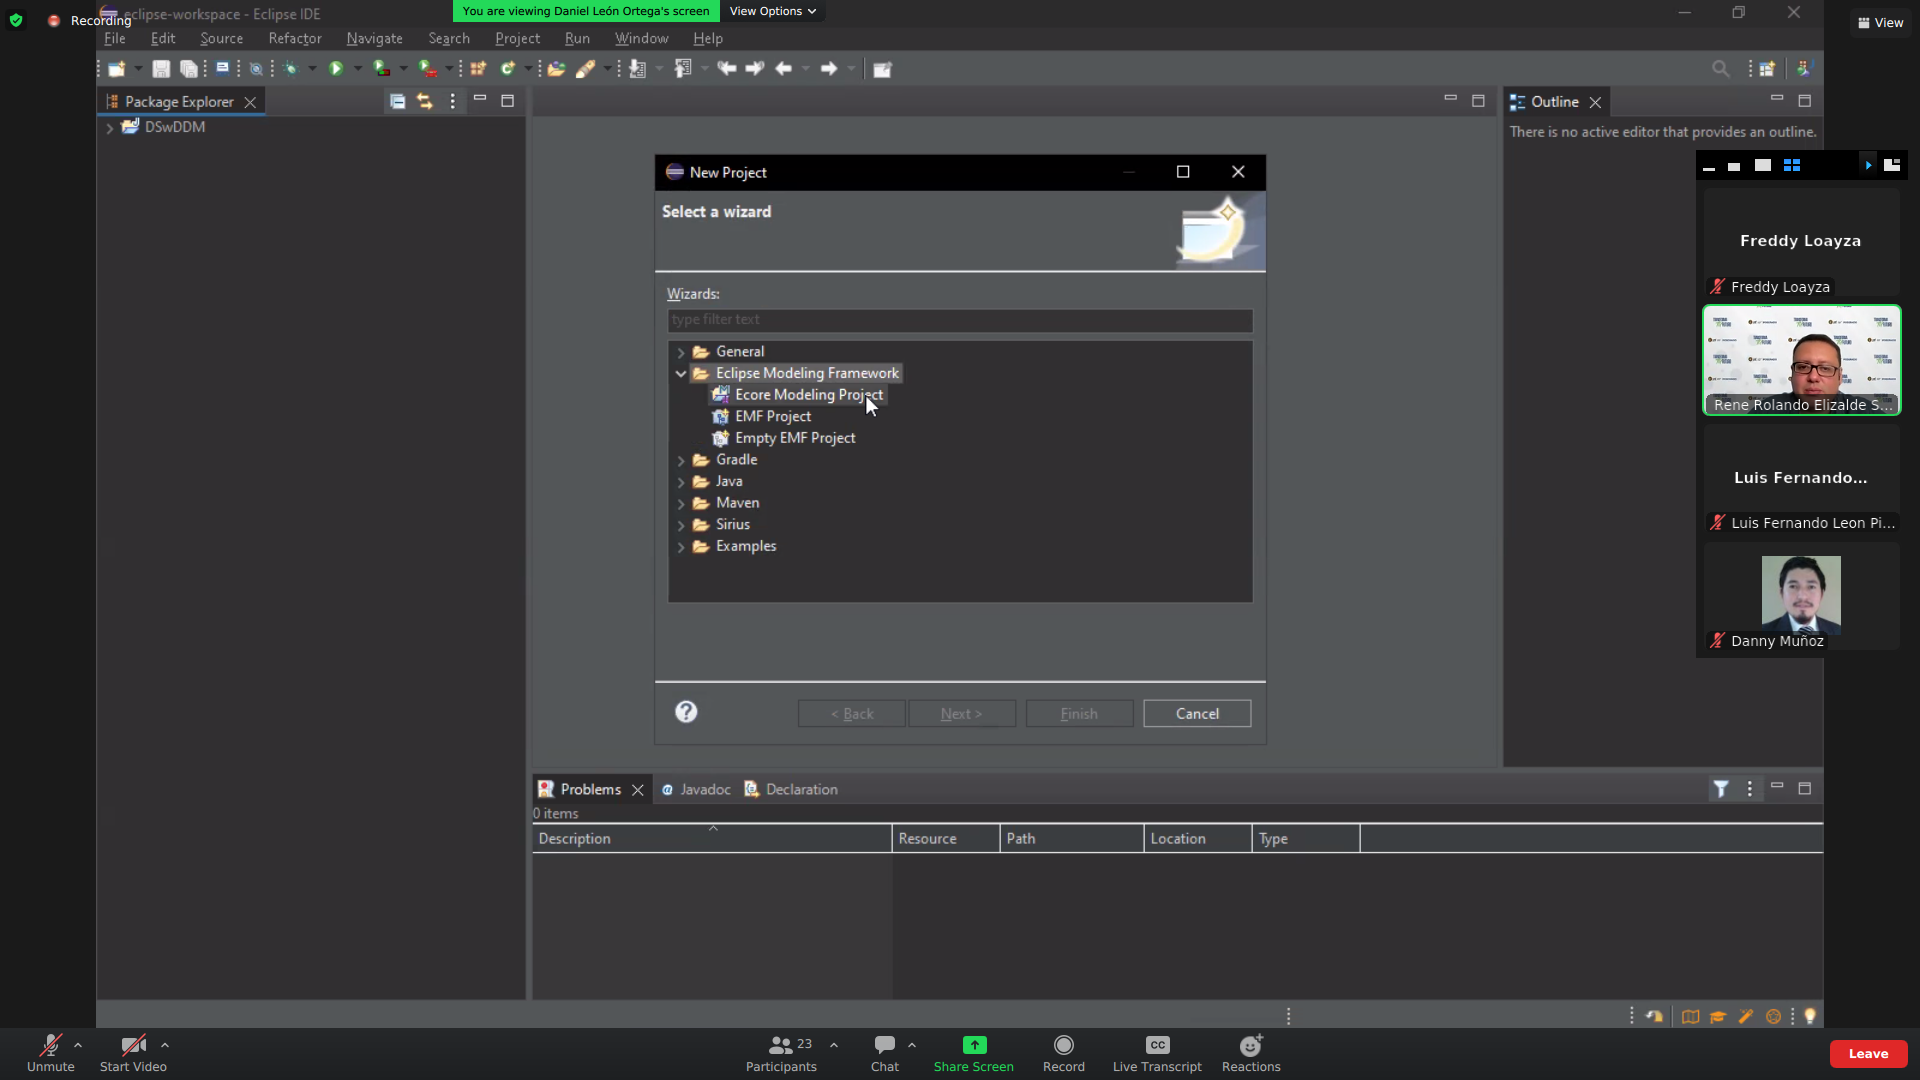 eclipse-workspace - Eclipse IDE
Recording
You are viewing Daniel León Ortega's screen
View Options
View
File Edit Source Refactor Navigate Search Project Run Window Help
Package Explorer
DSwDDM
Outline
There is no active editor that provides an outline.
New Project
Select a wizard
Wizards:
type filter text
General
Eclipse Modeling Framework
Ecore Modeling Project
EMF Project
Empty EMF Project
Gradle
Java
Maven
Sirius
Examples
< Back Next > Finish Cancel
Freddy Loayza
Freddy Loayza
Rene Rolando Elizalde S...
Luis Fernando...
Luis Fernando Leon Pi...
Danny Muñoz
Problems Javadoc Declaration
0 items
Description Resource Path Location Type
Unmute
Start Video
23
Participants
Chat
Share Screen
Record
CC
Live Transcript
Reactions
Leave